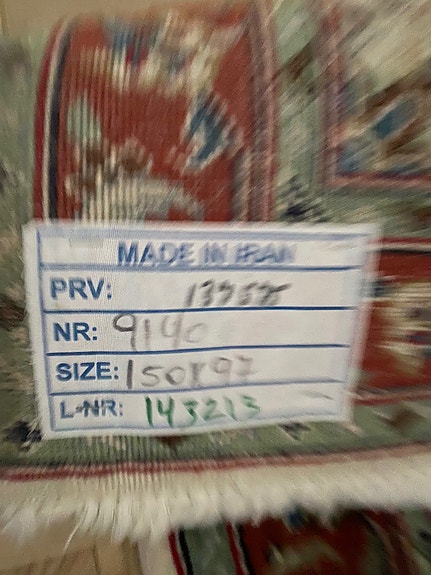 MADE IN IRAN
PRV:
NR: 9140
SIZE: 150X97
L-NR: 143213